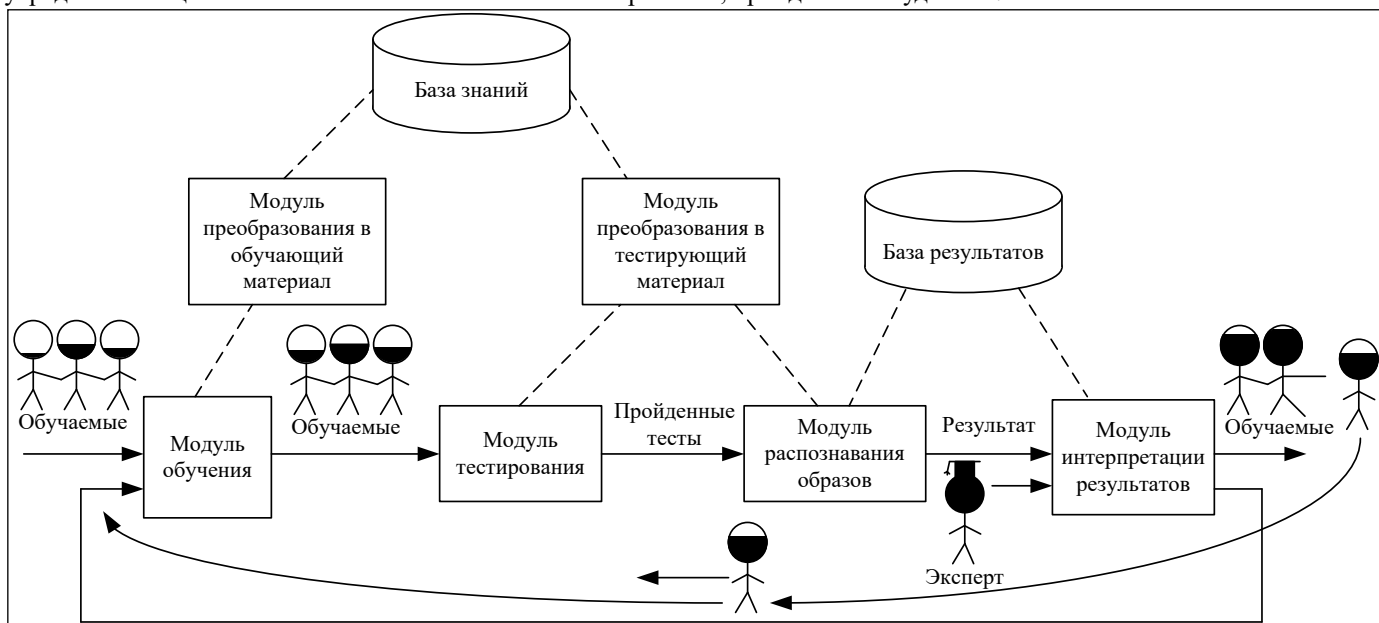 База знаний
Модуль
преобразования в
обучающий
материал
Модуль
преобразования в
тестирующий
материал
База результатов
Обучаемые
Обучаемые
Пройденные
тесты
Результат
Обучаемые
Модуль
обучения
Модуль
тестирования
Модуль
распознавания
образов
Модуль
интерпретации
результатов
Эксперт